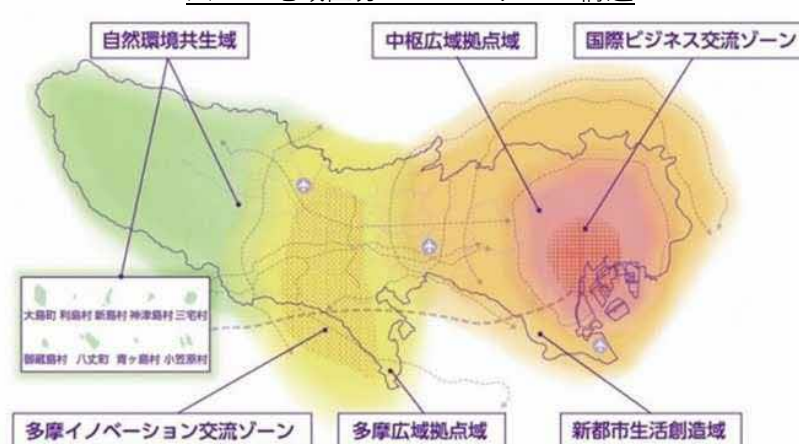 自然環境共生域
中枢広域拠点域
国際ビジネス交流ゾーン
大島町 利島村 新島村 神津島村 三宅村
御蔵島村 八丈町 青ヶ島村 小笠原村
多摩イノベーション交流ゾーン
多摩広域拠点域
新都市生活創造域